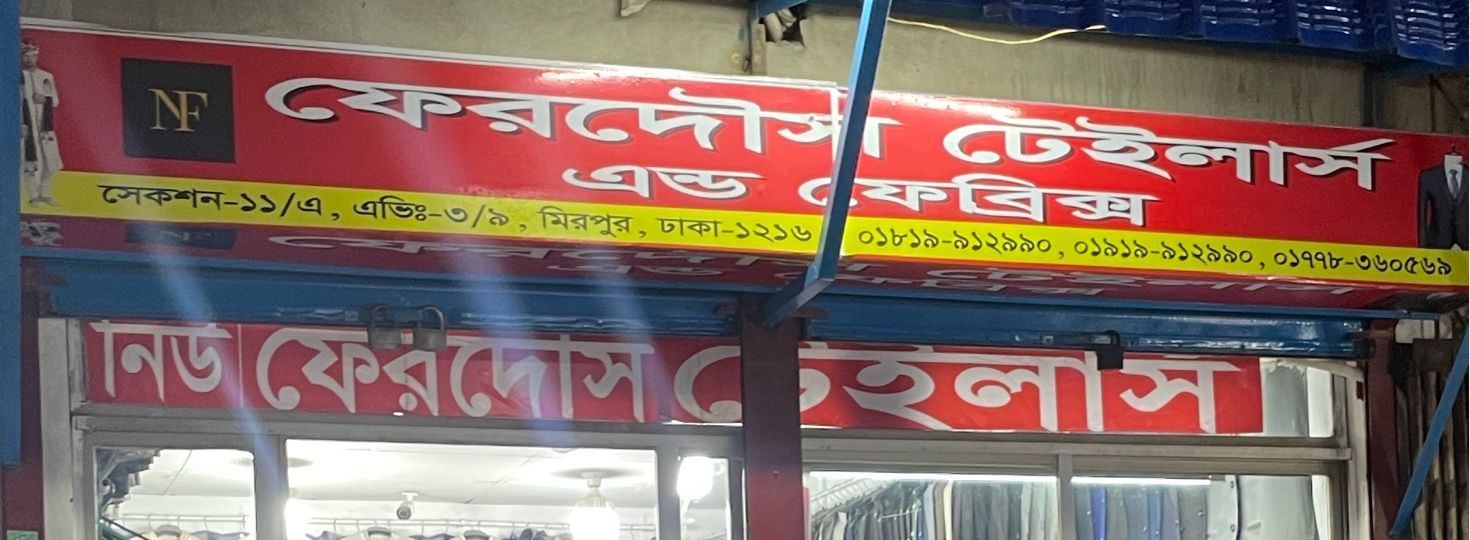 NF
ফেরদৌস টেইলার্স
এন্ড ফেব্রিক্স
সেকশন-১১/এ, এভিঃ-৩/৯, মিরপুর, ঢাকা-১২১৬ ০১৮১৯-৯১২৯৯০, ০১৯১৯-৯১২৯৯০, ০১৭৭৮-৩৬০৫৬৯
নিউ ফেরদৌস টেইলার্স